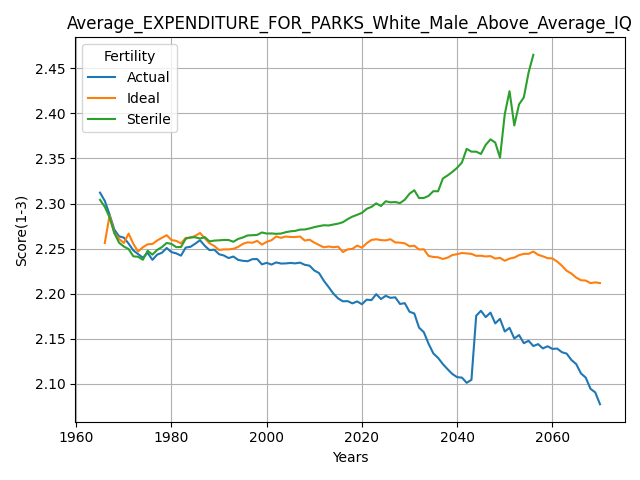 Average_EXPENDITURE_FOR_PARKS_White_Male_Above_Average_IQ
Fertility
Actual
Ideal
Sterile
Score(1-3)
2.45
2.40
2.35
2.30
2.25
2.20
2.15
2.10
1960 1980 2000 2020 2040 2060
Years